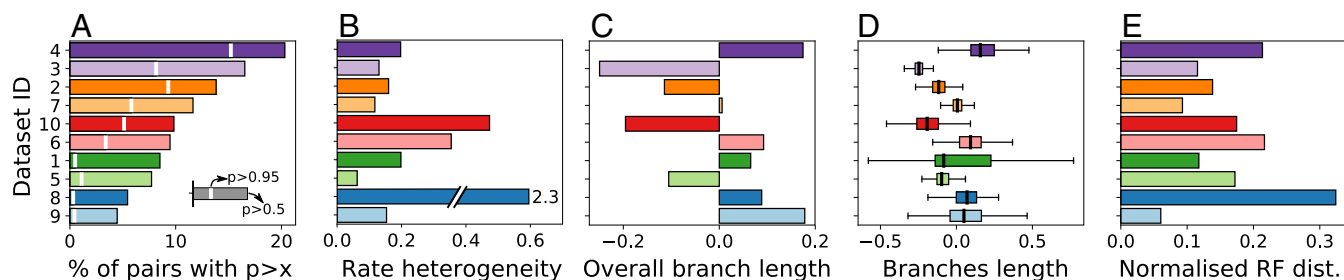 A B C D E
Dataset ID
4
3
2
7
10
6
1
5
8
9
p>0.95
p>0.5
2.3
0 10 20
0.0 0.2 0.4 0.6
−0.2 0.0 0.2
−0.5 0.0 0.5
0.0 0.1 0.2 0.3
% of pairs with p>x
Rate heterogeneity
Overall branch length
Branches length
Normalised RF dist.